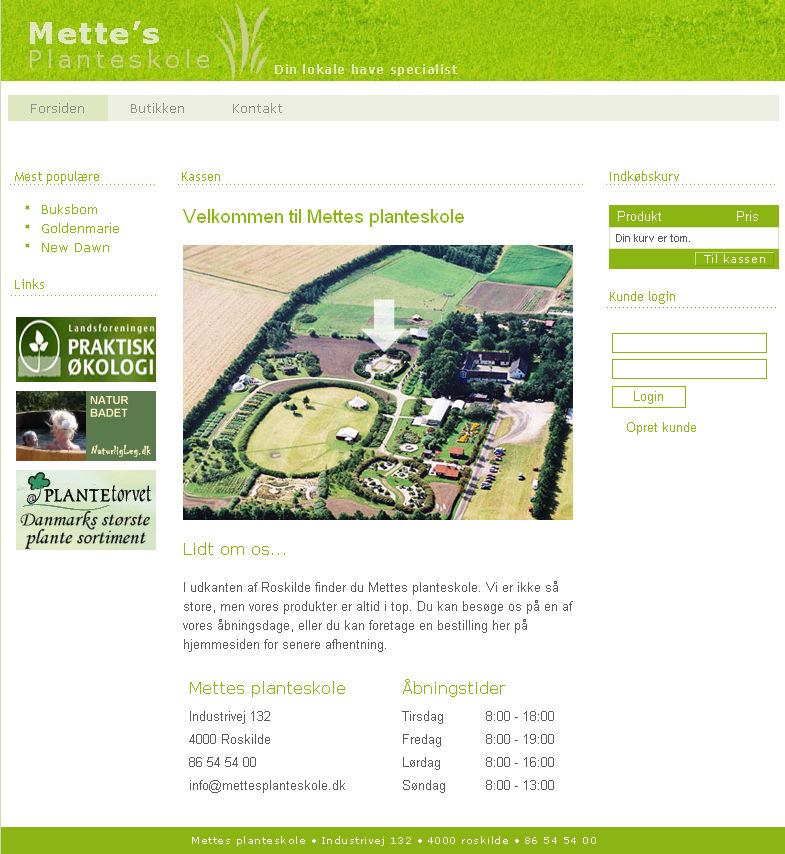 Mette's
Planteskole
Din lokale have specialist
Forsiden Butikken Kontakt
Mest populære
Buksbom
Goldenmarie
New Dawn
Links
Landsforeningen
PRAKTISK
ØKOLOGI
NATUR
BADET
NaturligLeg.dk
PLANTEtorvet
Danmarks største
plante sortiment
Kassen
Velkommen til Mettes planteskole
Lidt om os...
I udkanten af Roskilde finder du Mettes planteskole. Vi er ikke så
store, men vores produkter er altid i top. Du kan besøge os på en af
vores åbningsdage, eller du kan foretage en bestilling her på
hjemmesiden for senere afhentning.
Mettes planteskole
Industrivej 132
4000 Roskilde
86 54 54 00
info@mettesplanteskole.dk
Åbningstider
Tirsdag 8:00 - 18:00
Fredag 8:00 - 19:00
Lørdag 8:00 - 16:00
Søndag 8:00 - 13:00
Indkøbskurv
Produkt Pris
Din kurv er tom.
Til kassen
Kunde login
Login
Opret kunde
Mettes planteskole • Industrivej 132 • 4000 roskilde • 86 54 54 00